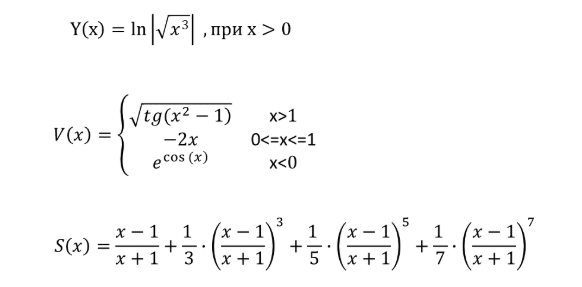 Y(x) = ln|√x³| ,при x > 0
V(x) = { √tg(x² − 1) x>1
−2x 0<=x<=1
e^cos (x) x<0
S(x) = (x − 1)/(x + 1) + 1/3 · ((x − 1)/(x + 1))³ + 1/5 · ((x − 1)/(x + 1))⁵ + 1/7 · ((x − 1)/(x + 1))⁷